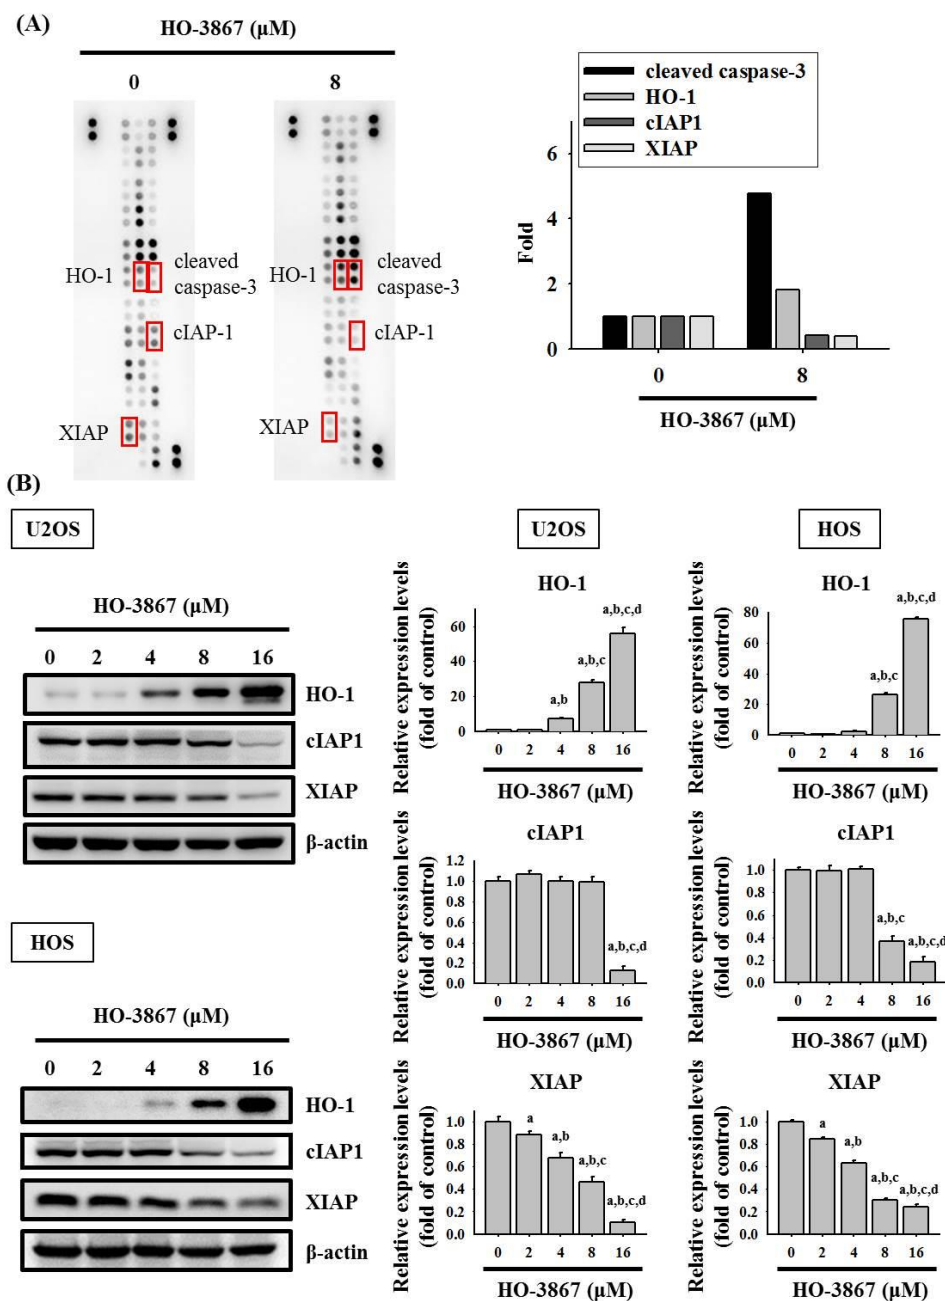 (A)
HO-3867 (μM)
0 8
HO-1
cleaved
caspase-3
cIAP-1
XIAP
HO-1
cleaved
caspase-3
cIAP-1
XIAP
cleaved caspase-3
HO-1
cIAP1
XIAP
Fold
6
4
2
0
0 8
HO-3867 (μM)
(B)
U2OS
HO-3867 (μM)
0 2 4 8 16
HO-1
cIAP1
XIAP
β-actin
HOS
HO-3867 (μM)
0 2 4 8 16
HO-1
cIAP1
XIAP
β-actin
U2OS
HO-1
Relative expression levels
(fold of control)
60
40
20
0
a,b
a,b,c
a,b,c,d
0 2 4 8 16
HO-3867 (μM)
cIAP1
Relative expression levels
(fold of control)
1.2
1.0
0.8
0.6
0.4
0.2
0.0
a,b,c,d
0 2 4 8 16
HO-3867 (μM)
XIAP
Relative expression levels
(fold of control)
1.0
0.8
0.6
0.4
0.2
0.0
a
a,b
a,b,c
a,b,c,d
0 2 4 8 16
HO-3867 (μM)
HOS
HO-1
Relative expression levels
(fold of control)
80
60
40
20
0
a,b,c
a,b,c,d
0 2 4 8 16
HO-3867 (μM)
cIAP1
Relative expression levels
(fold of control)
1.0
0.8
0.6
0.4
0.2
0.0
a,b,c
a,b,c,d
0 2 4 8 16
HO-3867 (μM)
XIAP
Relative expression levels
(fold of control)
1.0
0.8
0.6
0.4
0.2
0.0
a
a,b
a,b,c
a,b,c,d
0 2 4 8 16
HO-3867 (μM)